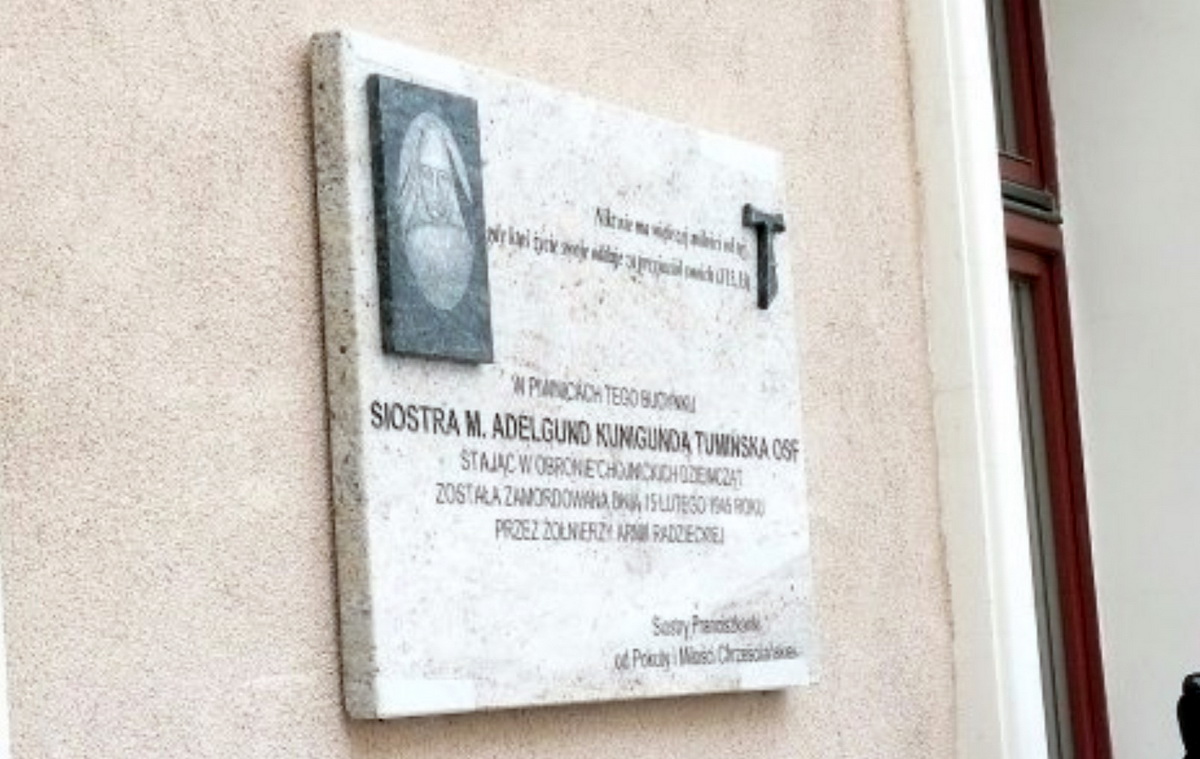 Nikt nie ma większej miłości od tej,
gdy ktoś życie swoje oddaje za przyjaciół swoich (J 15, 13)
W PIWNICACH TEGO BUDYNKU
SIOSTRA M. ADELGUND KUNIGUNDA TUMIŃSKA OSF
STAJĄC W OBRONIE CHOJNICKICH DZIEWCZĄT
ZOSTAŁA ZAMORDOWANA DNIA 15 LUTEGO 1945 ROKU
PRZEZ ŻOŁNIERZY ARMII RADZIECKIEJ
Siostry Franciszkanki
od Pokuty i Miłości Chrześcijańskiej